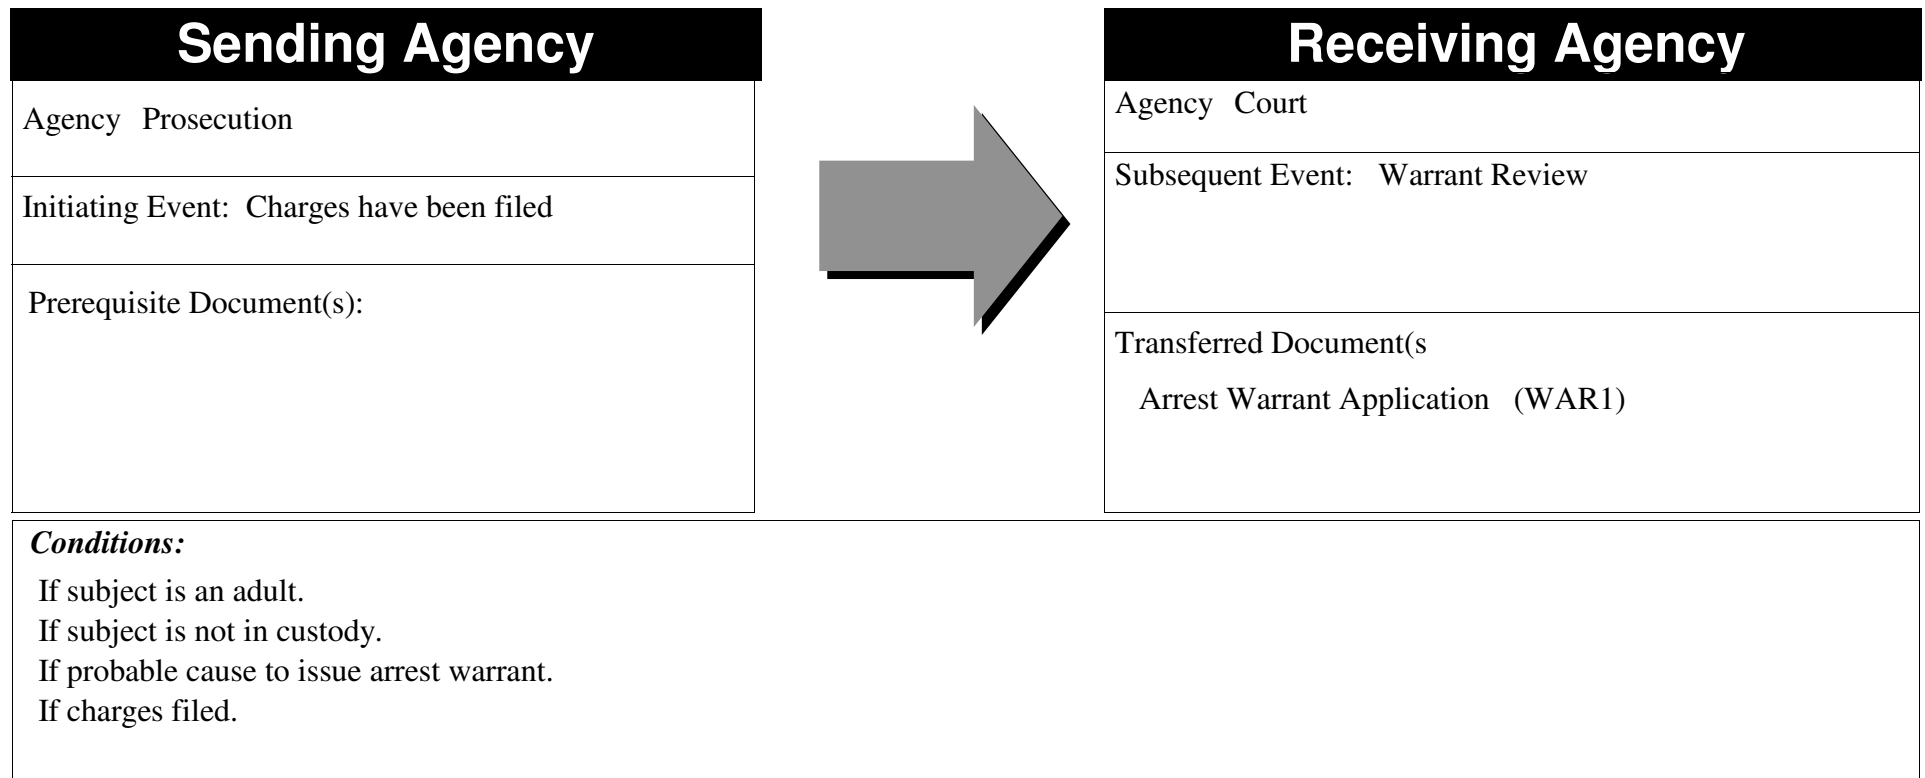 Sending Agency
Agency Prosecution
Initiating Event: Charges have been filed
Prerequisite Document(s):
Receiving Agency
Agency Court
Subsequent Event: Warrant Review
Transferred Document(s
Arrest Warrant Application (WAR1)
Conditions:
If subject is an adult.
If subject is not in custody.
If probable cause to issue arrest warrant.
If charges filed.